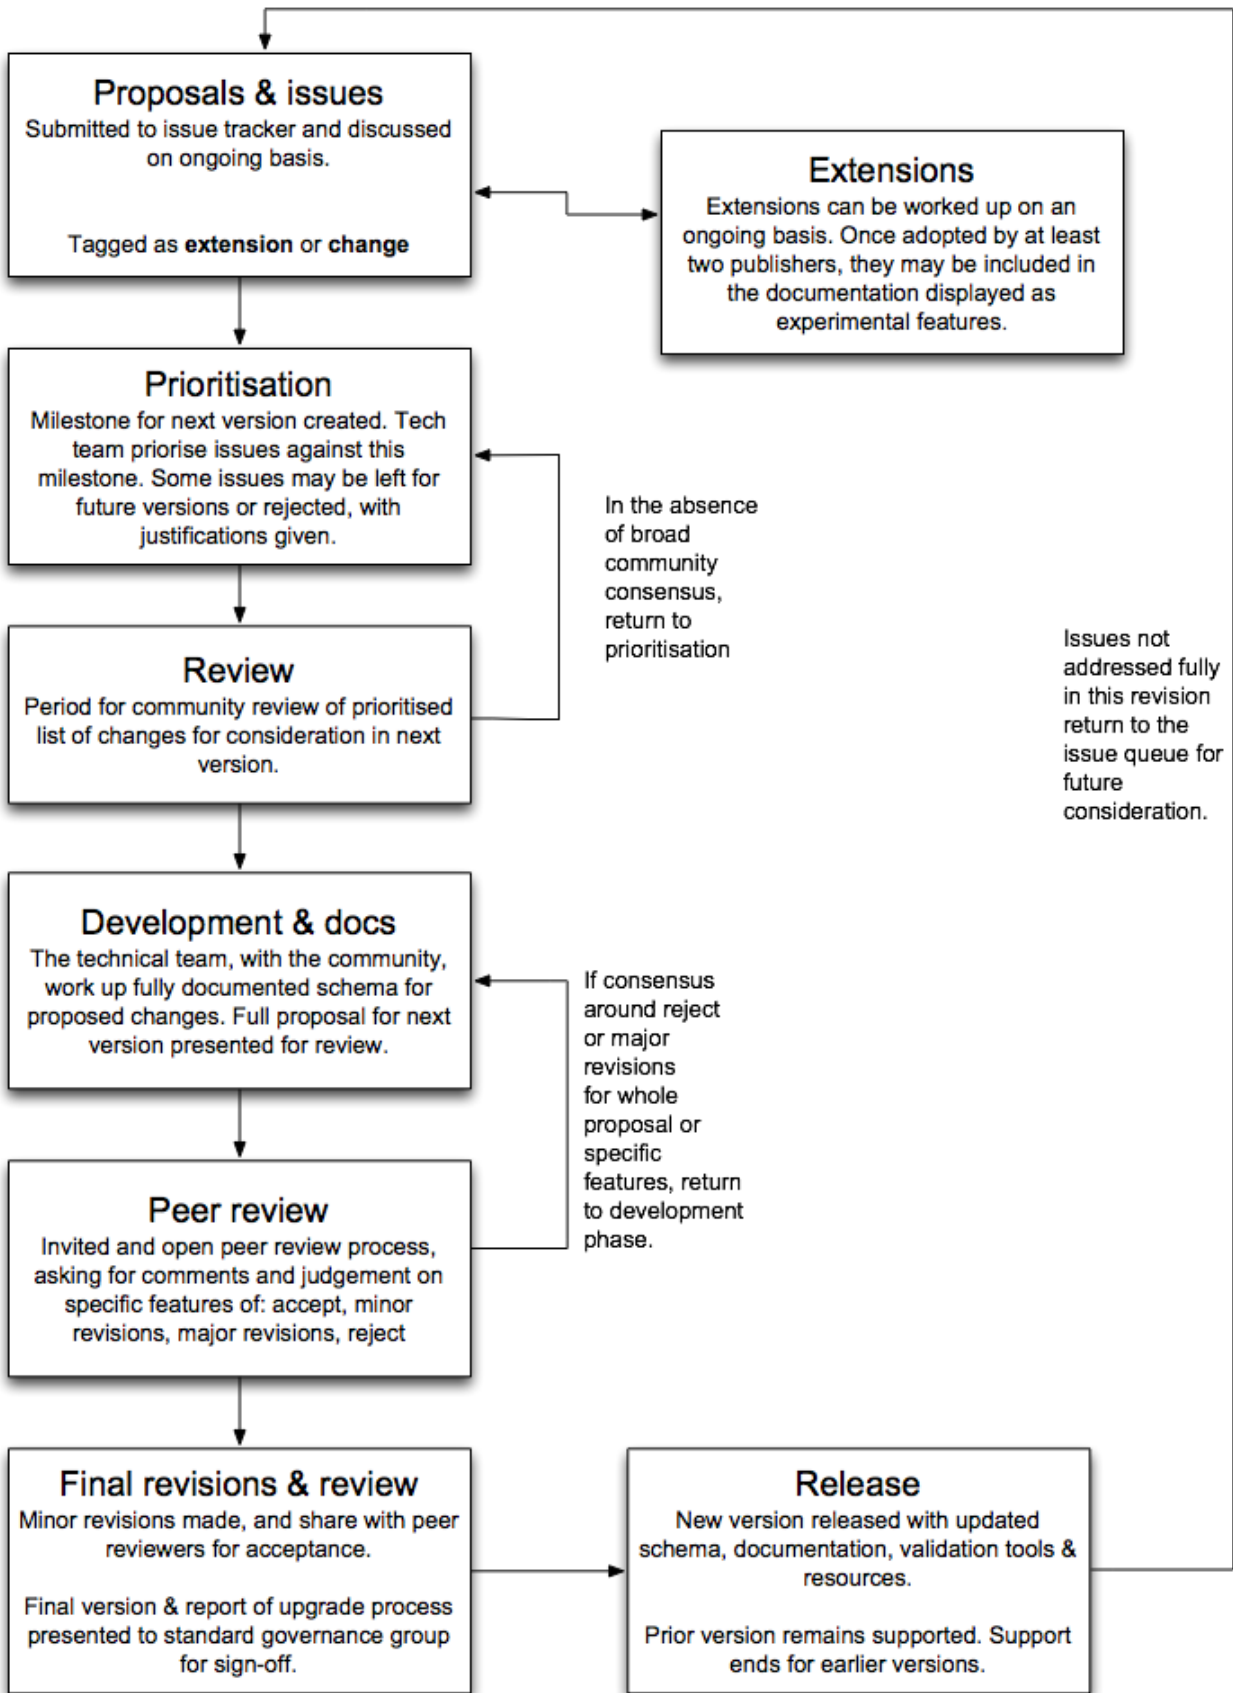 Proposals & issues
Submitted to issue tracker and discussed
on ongoing basis.
Tagged as extension or change
Extensions
Extensions can be worked up on an
ongoing basis. Once adopted by at least
two publishers, they may be included in
the documentation displayed as
experimental features.
Prioritisation
Milestone for next version created. Tech
team priorise issues against this
milestone. Some issues may be left for
future versions or rejected, with
justifications given.
In the absence
of broad
community
consensus,
return to
prioritisation
Review
Period for community review of prioritised
list of changes for consideration in next
version.
Issues not
addressed fully
in this revision
return to the
issue queue for
future
consideration.
Development & docs
The technical team, with the community,
work up fully documented schema for
proposed changes. Full proposal for next
version presented for review.
If consensus
around reject
or major
revisions
for whole
proposal or
specific
features, return
to development
phase.
Peer review
Invited and open peer review process,
asking for comments and judgement on
specific features of: accept, minor
revisions, major revisions, reject
Final revisions & review
Minor revisions made, and share with peer
reviewers for acceptance.
Final version & report of upgrade process
presented to standard governance group
for sign-off.
Release
New version released with updated
schema, documentation, validation tools &
resources.
Prior version remains supported. Support
ends for earlier versions.